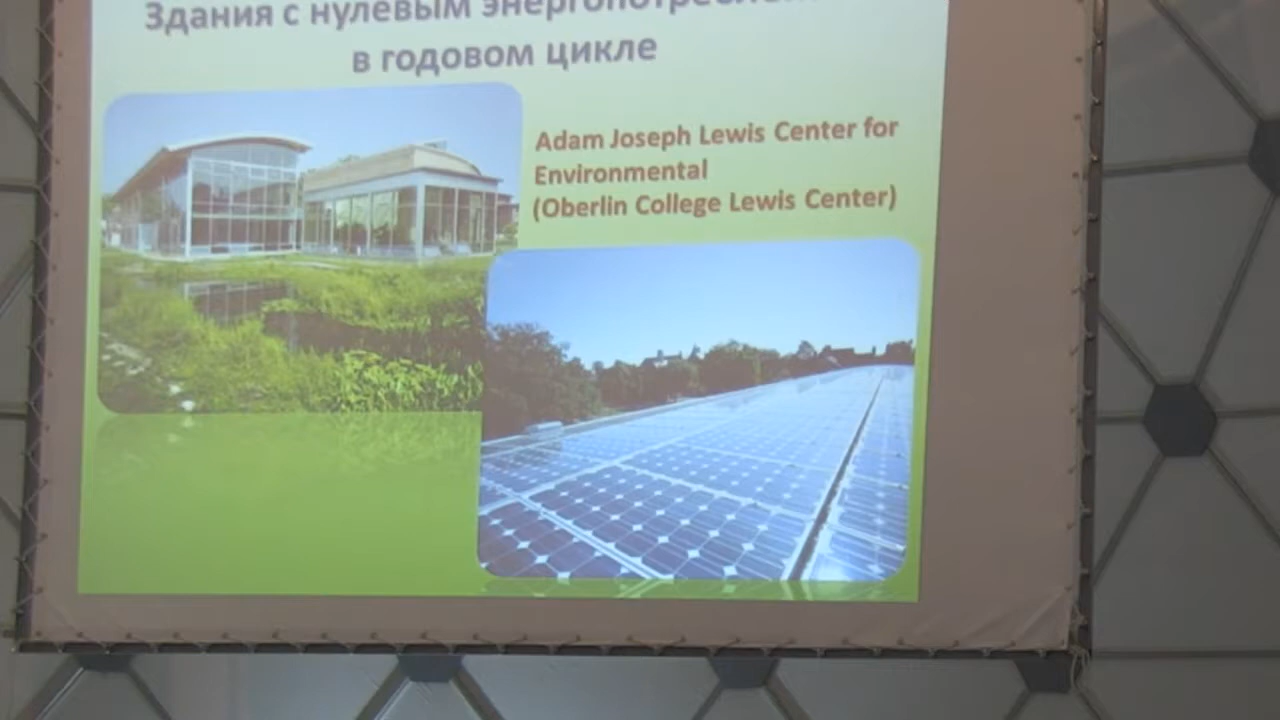 Здания с нулевым
в годовом цикле
Adam Joseph Lewis Center for
Environmental
(Oberlin College Lewis Center)